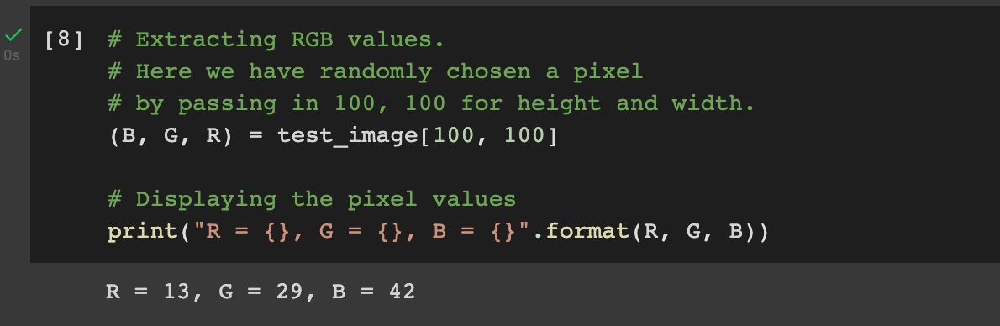 [8] # Extracting RGB values.
0s
# Here we have randomly chosen a pixel
# by passing in 100, 100 for height and width.
(B, G, R) = test_image[100, 100]
# Displaying the pixel values
print("R = {}, G = {}, B = {}".format(R, G, B))
R = 13, G = 29, B = 42